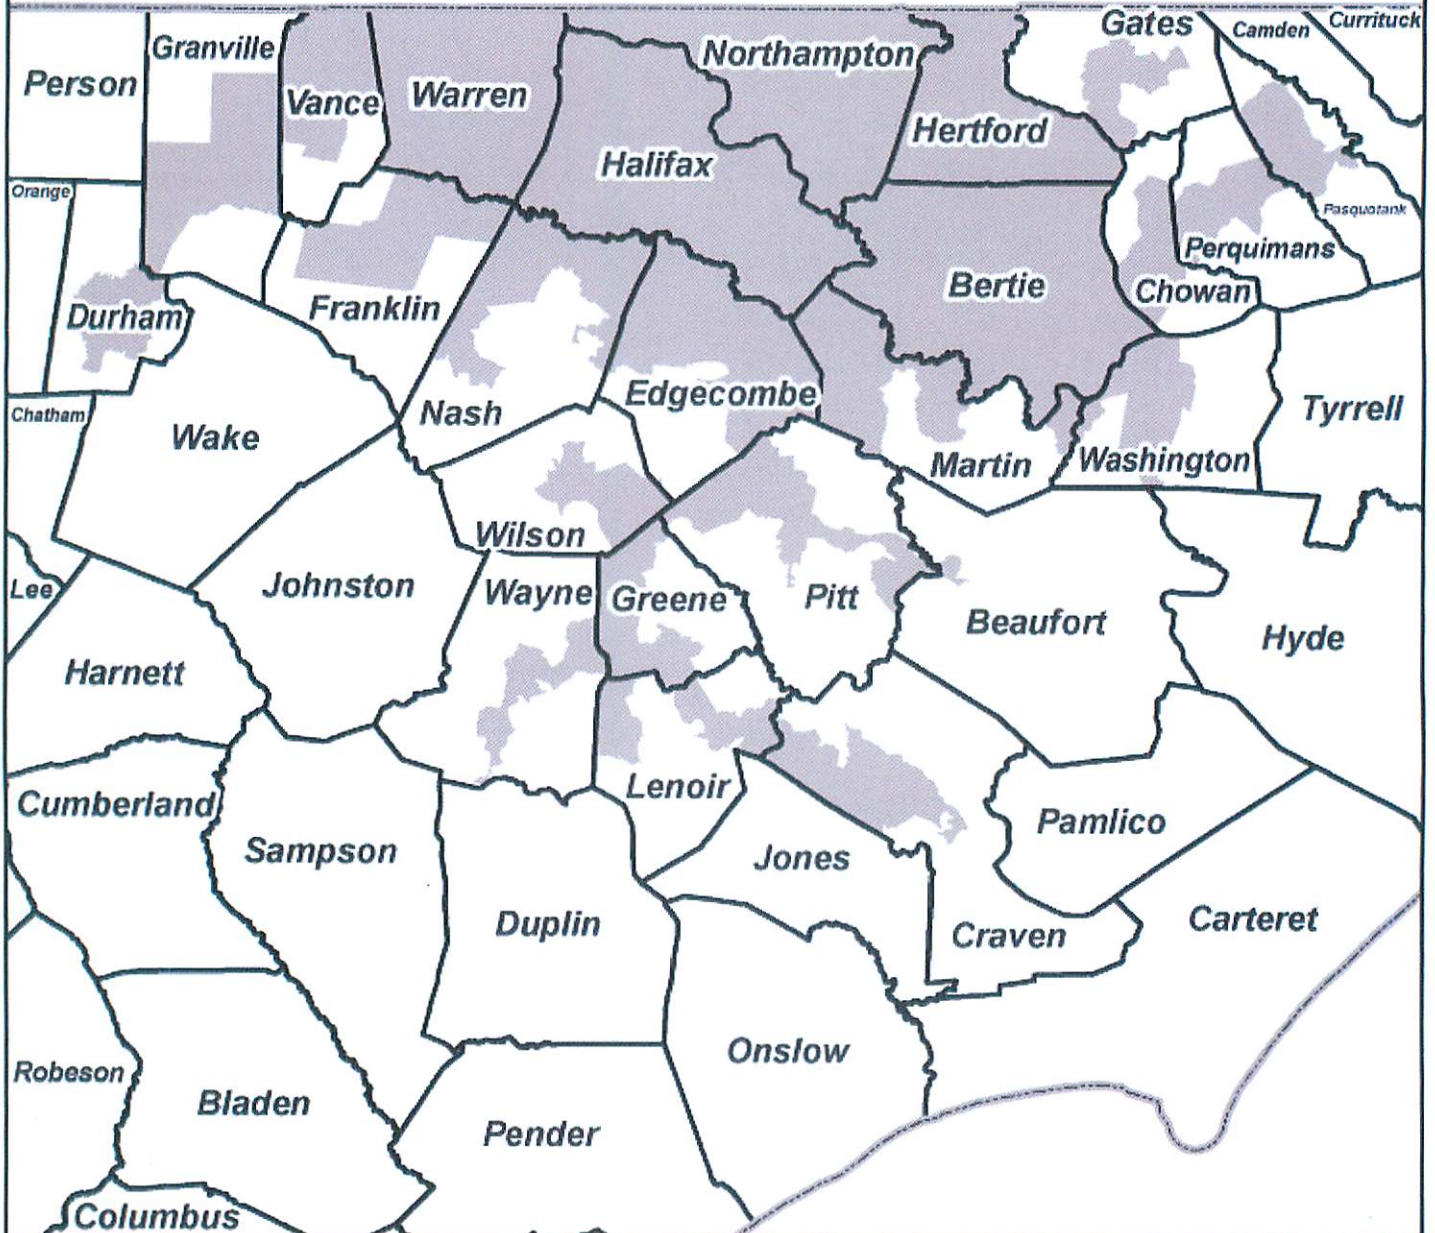 Currituck
Gates
Camden
Granville
Northampton
Person
Warren
Vance
Hertford
Halifax
Orange
Pasquotank
Perquimans
Bertie
Chowan
Franklin
Durham
Edgecombe
Tyrrell
Nash
Chatham
Wake
Washington
Martin
Wilson
Johnston
Lee
Wayne
Greene
Pitt
Beaufort
Hyde
Harnett
Lenoir
Cumberland
Pamlico
Sampson
Jones
Carteret
Duplin
Craven
Onslow
Robeson
Bladen
Pender
Columbus